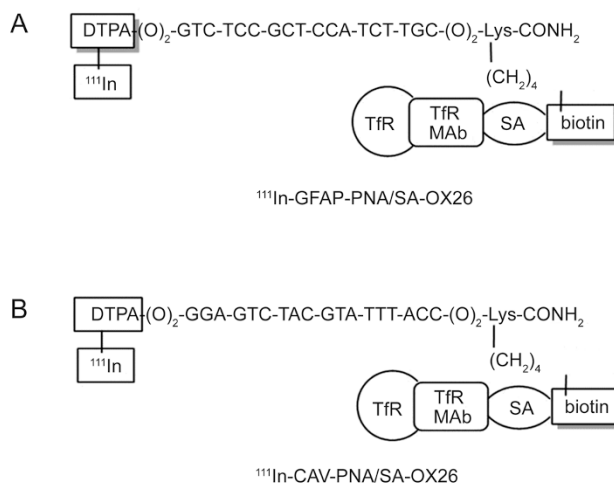 A
DTPA-(O)₂-GTC-TCC-GCT-CCA-TCT-TGC-(O)₂-Lys-CONH₂
¹¹¹In
(CH₂)₄
TfR
TfR
MAb
SA
biotin
¹¹¹In-GFAP-PNA/SA-OX26
B
DTPA-(O)₂-GGA-GTC-TAC-GTA-TTT-ACC-(O)₂-Lys-CONH₂
¹¹¹In
(CH₂)₄
TfR
TfR
MAb
SA
biotin
¹¹¹In-CAV-PNA/SA-OX26